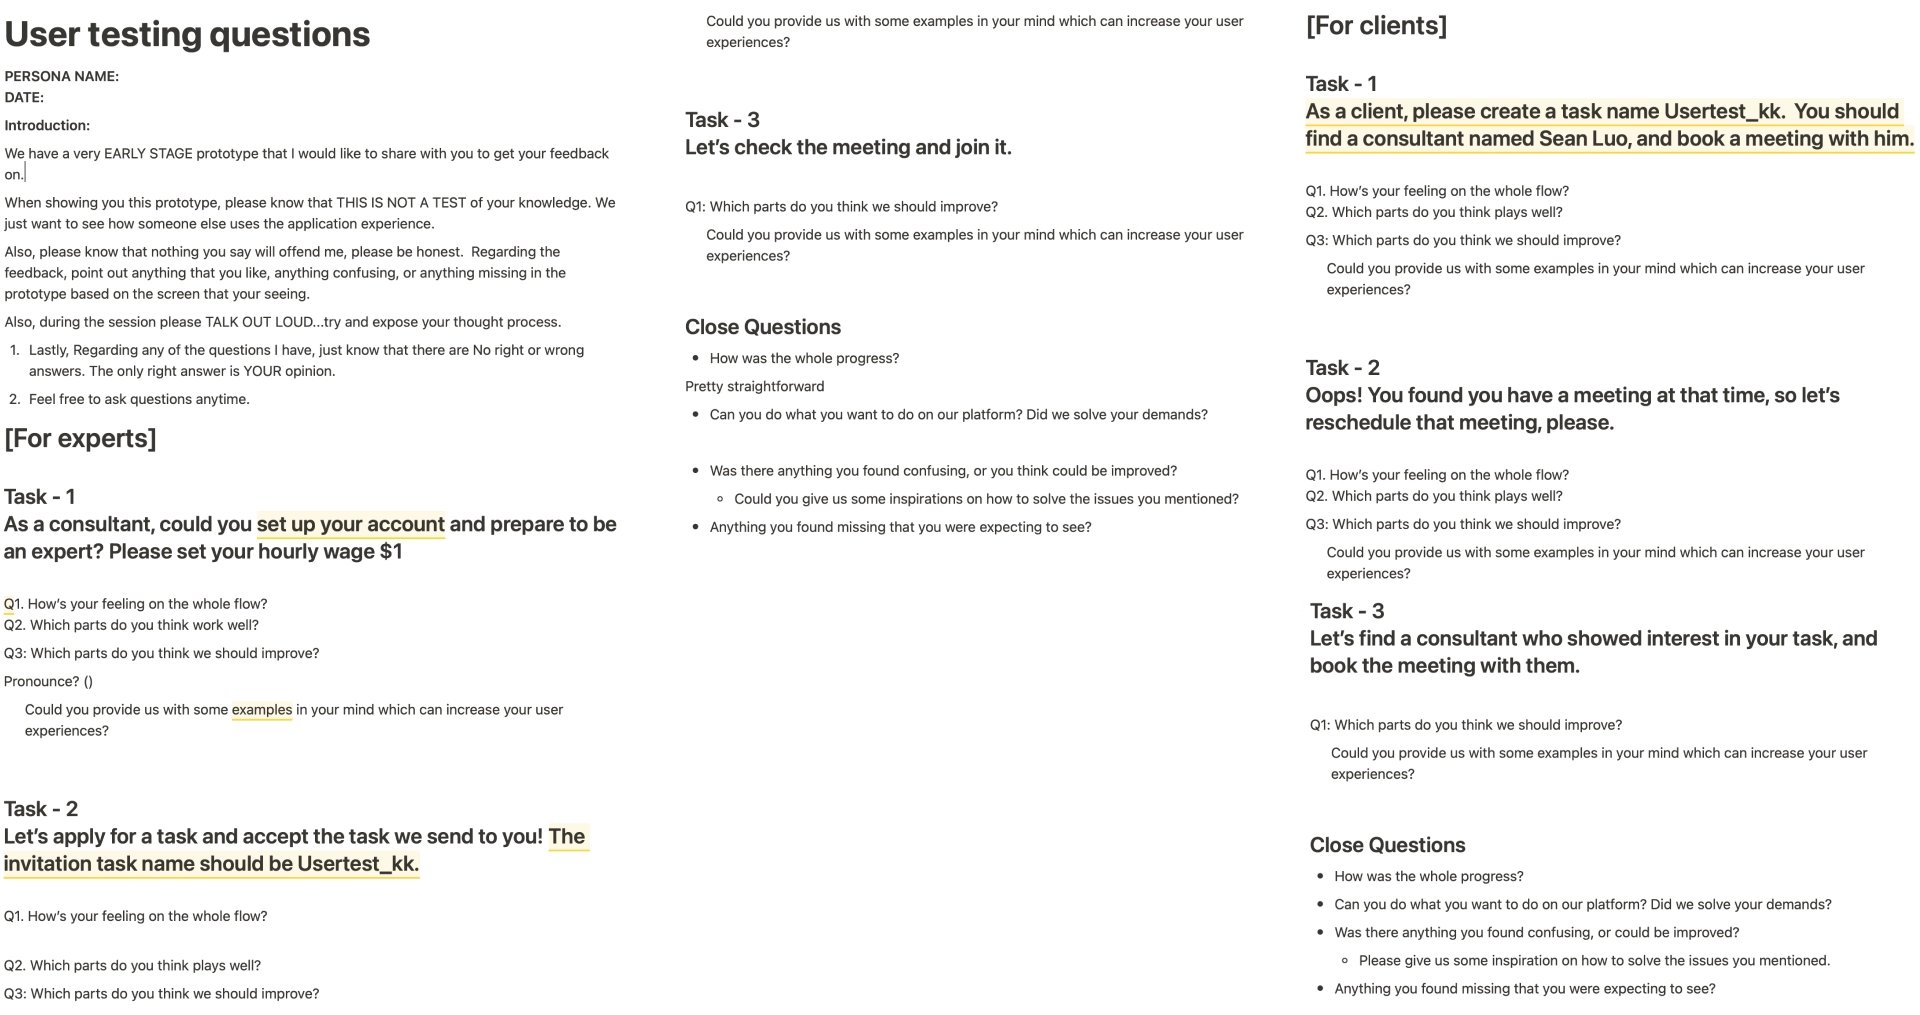 User testing questions
PERSONA NAME:
DATE:
Introduction:
We have a very EARLY STAGE prototype that I would like to share with you to get your feedback
on.
When showing you this prototype, please know that THIS IS NOT A TEST of your knowledge. We
just want to see how someone else uses the application experience.
Also, please know that nothing you say will offend me, please be honest.  Regarding the
feedback, point out anything that you like, anything confusing, or anything missing in the
prototype based on the screen that your seeing.
Also, during the session please TALK OUT LOUD...try and expose your thought process.
1. Lastly, Regarding any of the questions I have, just know that there are No right or wrong
answers. The only right answer is YOUR opinion.
2. Feel free to ask questions anytime.
[For experts]
Task - 1
As a consultant, could you set up your account and prepare to be
an expert? Please set your hourly wage $1
Q1. How's your feeling on the whole flow?
Q2. Which parts do you think work well?
Q3: Which parts do you think we should improve?
Pronounce? ()
Could you provide us with some examples in your mind which can increase your user
experiences?
Task - 2
Let's apply for a task and accept the task we send to you! The
invitation task name should be Usertest_kk.
Q1. How's your feeling on the whole flow?
Q2. Which parts do you think plays well?
Q3: Which parts do you think we should improve?
Could you provide us with some examples in your mind which can increase your user
experiences?
Task - 3
Let's check the meeting and join it.
Q1: Which parts do you think we should improve?
Could you provide us with some examples in your mind which can increase your user
experiences?
Close Questions
• How was the whole progress?
Pretty straightforward
• Can you do what you want to do on our platform? Did we solve your demands?
• Was there anything you found confusing, or you think could be improved?
◦ Could you give us some inspirations on how to solve the issues you mentioned?
• Anything you found missing that you were expecting to see?
[For clients]
Task - 1
As a client, please create a task name Usertest_kk.  You should
find a consultant named Sean Luo, and book a meeting with him.
Q1. How's your feeling on the whole flow?
Q2. Which parts do you think plays well?
Q3: Which parts do you think we should improve?
Could you provide us with some examples in your mind which can increase your user
experiences?
Task - 2
Oops! You found you have a meeting at that time, so let's
reschedule that meeting, please.
Q1. How's your feeling on the whole flow?
Q2. Which parts do you think plays well?
Q3: Which parts do you think we should improve?
Could you provide us with some examples in your mind which can increase your user
experiences?
Task - 3
Let's find a consultant who showed interest in your task, and
book the meeting with them.
Q1: Which parts do you think we should improve?
Could you provide us with some examples in your mind which can increase your user
experiences?
Close Questions
• How was the whole progress?
• Can you do what you want to do on our platform? Did we solve your demands?
• Was there anything you found confusing, or could be improved?
◦ Please give us some inspiration on how to solve the issues you mentioned.
• Anything you found missing that you were expecting to see?